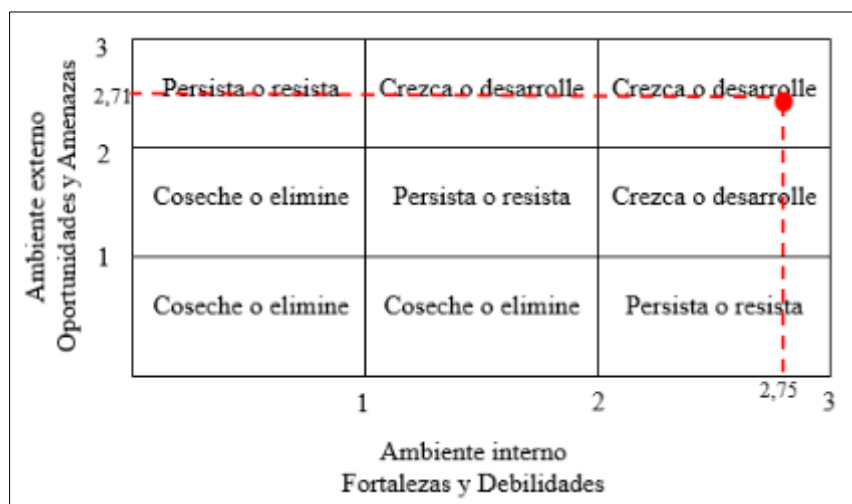 3
Persista o resista
Crezca o desarrolle
Crezca o desarrolle
2,71
Ambiente externo
Oportunidades y Amenazas
2
Coseche o elimine
Persista o resista
Crezca o desarrolle
1
Coseche o elimine
Coseche o elimine
Persista o resista
1
2
2,75
3
Ambiente interno
Fortalezas y Debilidades